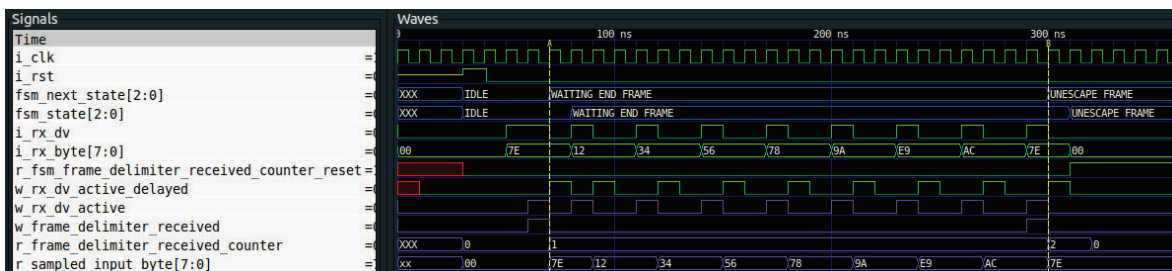 Signals
Waves
Time
0 100 ns 200 ns 300 ns
A B
i_clk
i_rst
fsm_next_state[2:0] XXX IDLE WAITING END FRAME UNESCAPE FRAME
fsm_state[2:0] XXX IDLE WAITING END FRAME UNESCAPE FRAME
i_rx_dv
i_rx_byte[7:0] 00 7E 12 34 56 78 9A E9 AC 7E 00
r_fsm_frame_delimiter_received_counter_reset=
w_rx_dv_active_delayed
w_rx_dv_active
w_frame_delimiter_received
r_frame_delimiter_received_counter XXX 0 1 2 0
r_sampled_input_byte[7:0] xx 00 7E 12 34 56 78 9A E9 AC 7E